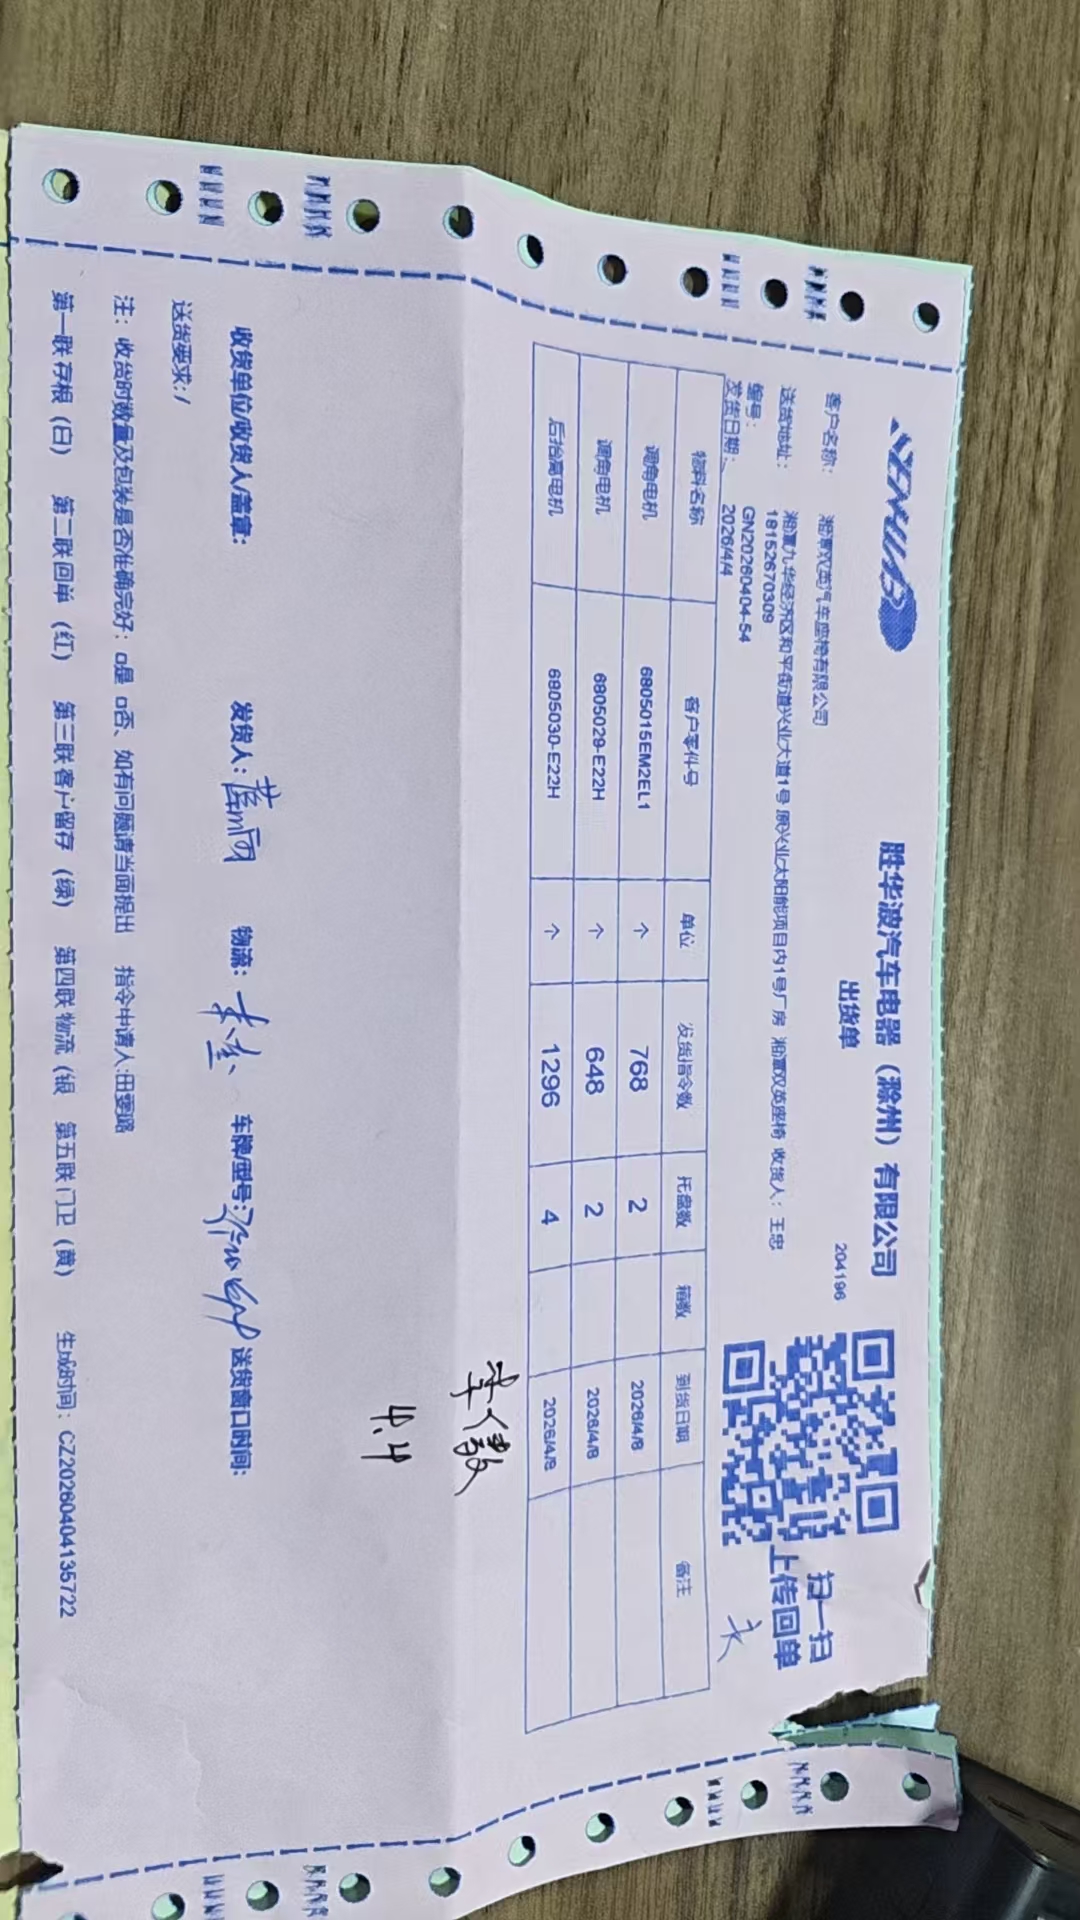 SENHUB
胜华波汽车电器（滁州）有限公司
出货单
204196
扫一扫
上传回单
客户名称： 湘潭双英汽车座椅有限公司
送货地址： 湘潭九华经济区和平街道兴业大道1号 原兴业太阳能项目内1号厂房 湘潭双英座椅 收货人：王忠
18152670309
编号： GN20260404-54
发货日期： 2026/4/4
物料名称 客户零件号 单位 发货指令数 托盘数 箱数 到货日期 备注
调角电机 6805015EM2EL1 个 768 2 2026/4/8
调角电机 6805029-E22H 个 648 2 2026/4/8
后抬高电机 6805030-E22H 个 1296 4 2026/4/8
4.4
收货单位/收货人/盖章： 发货人： 物流： 车牌/型号： 送货窗口时间：
送货要求:/
注：收货时数量及包装是否准确完好：□是 □否、如有问题请当面提出 指令申请人:田雯璐
第一联存根（白） 第二联回单（红） 第三联客户留存（绿） 第四联物流（银 第五联门卫（黄） 生成时间：CZ20260404135722